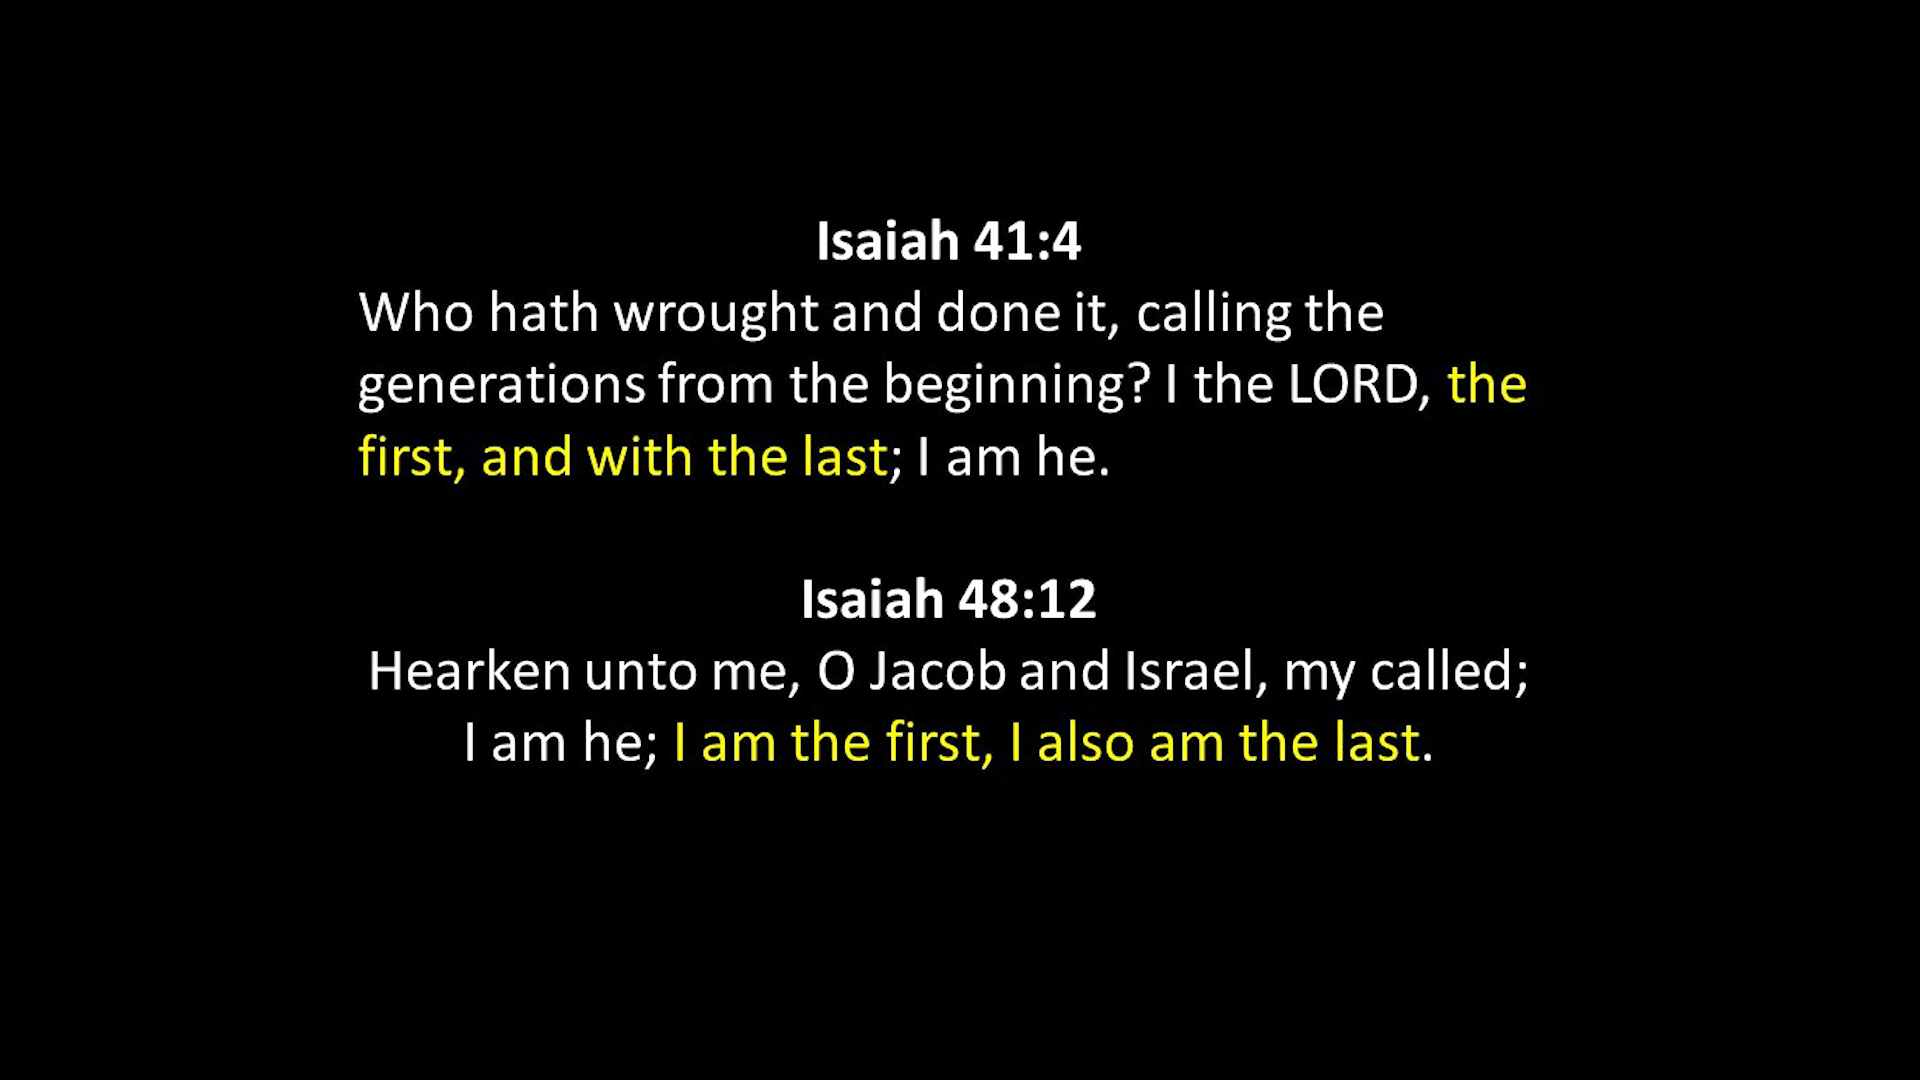 Isaiah 41:4
Who hath wrought and done it, calling the
generations from the beginning? I the LORD, the
first, and with the last; I am he.
Isaiah 48:12
Hearken unto me, O Jacob and Israel, my called;
I am he; I am the first, I also am the last.